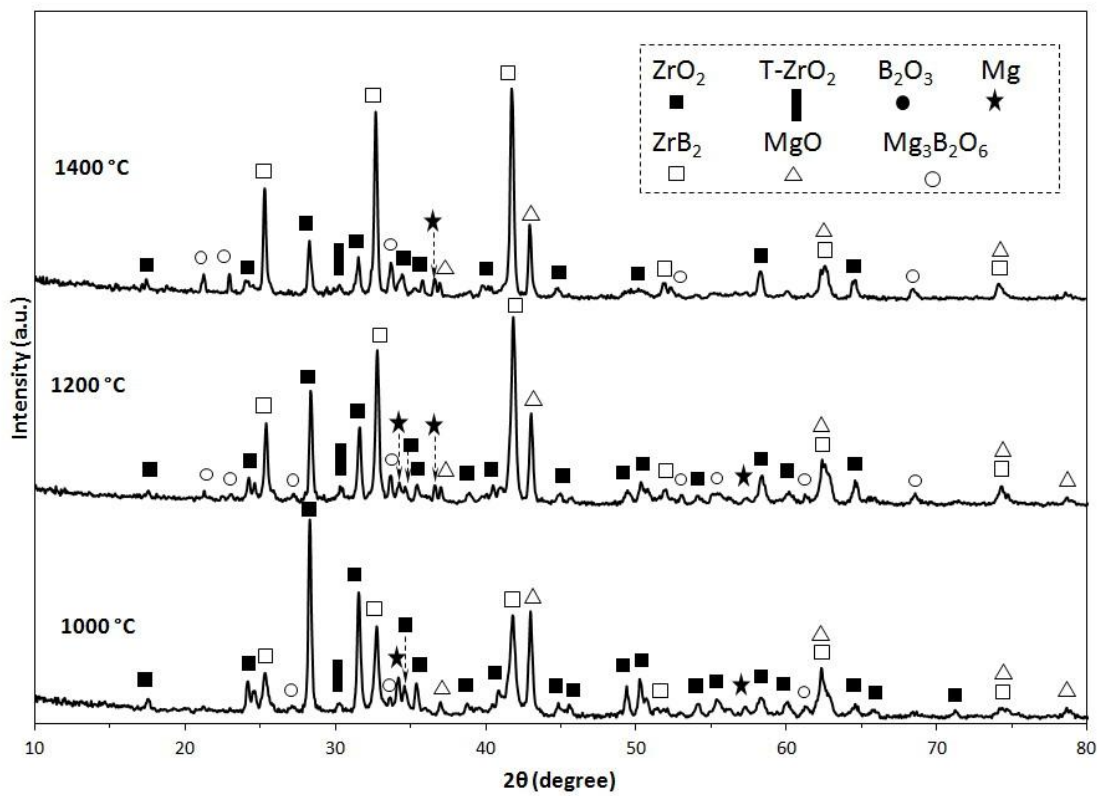 ZrO₂ T-ZrO₂ B₂O₃ Mg
ZrB₂ MgO Mg₃B₂O₆
1400 °C
1200 °C
1000 °C
Intensity (a.u.)
10 20 30 40 50 60 70 80
2θ (degree)